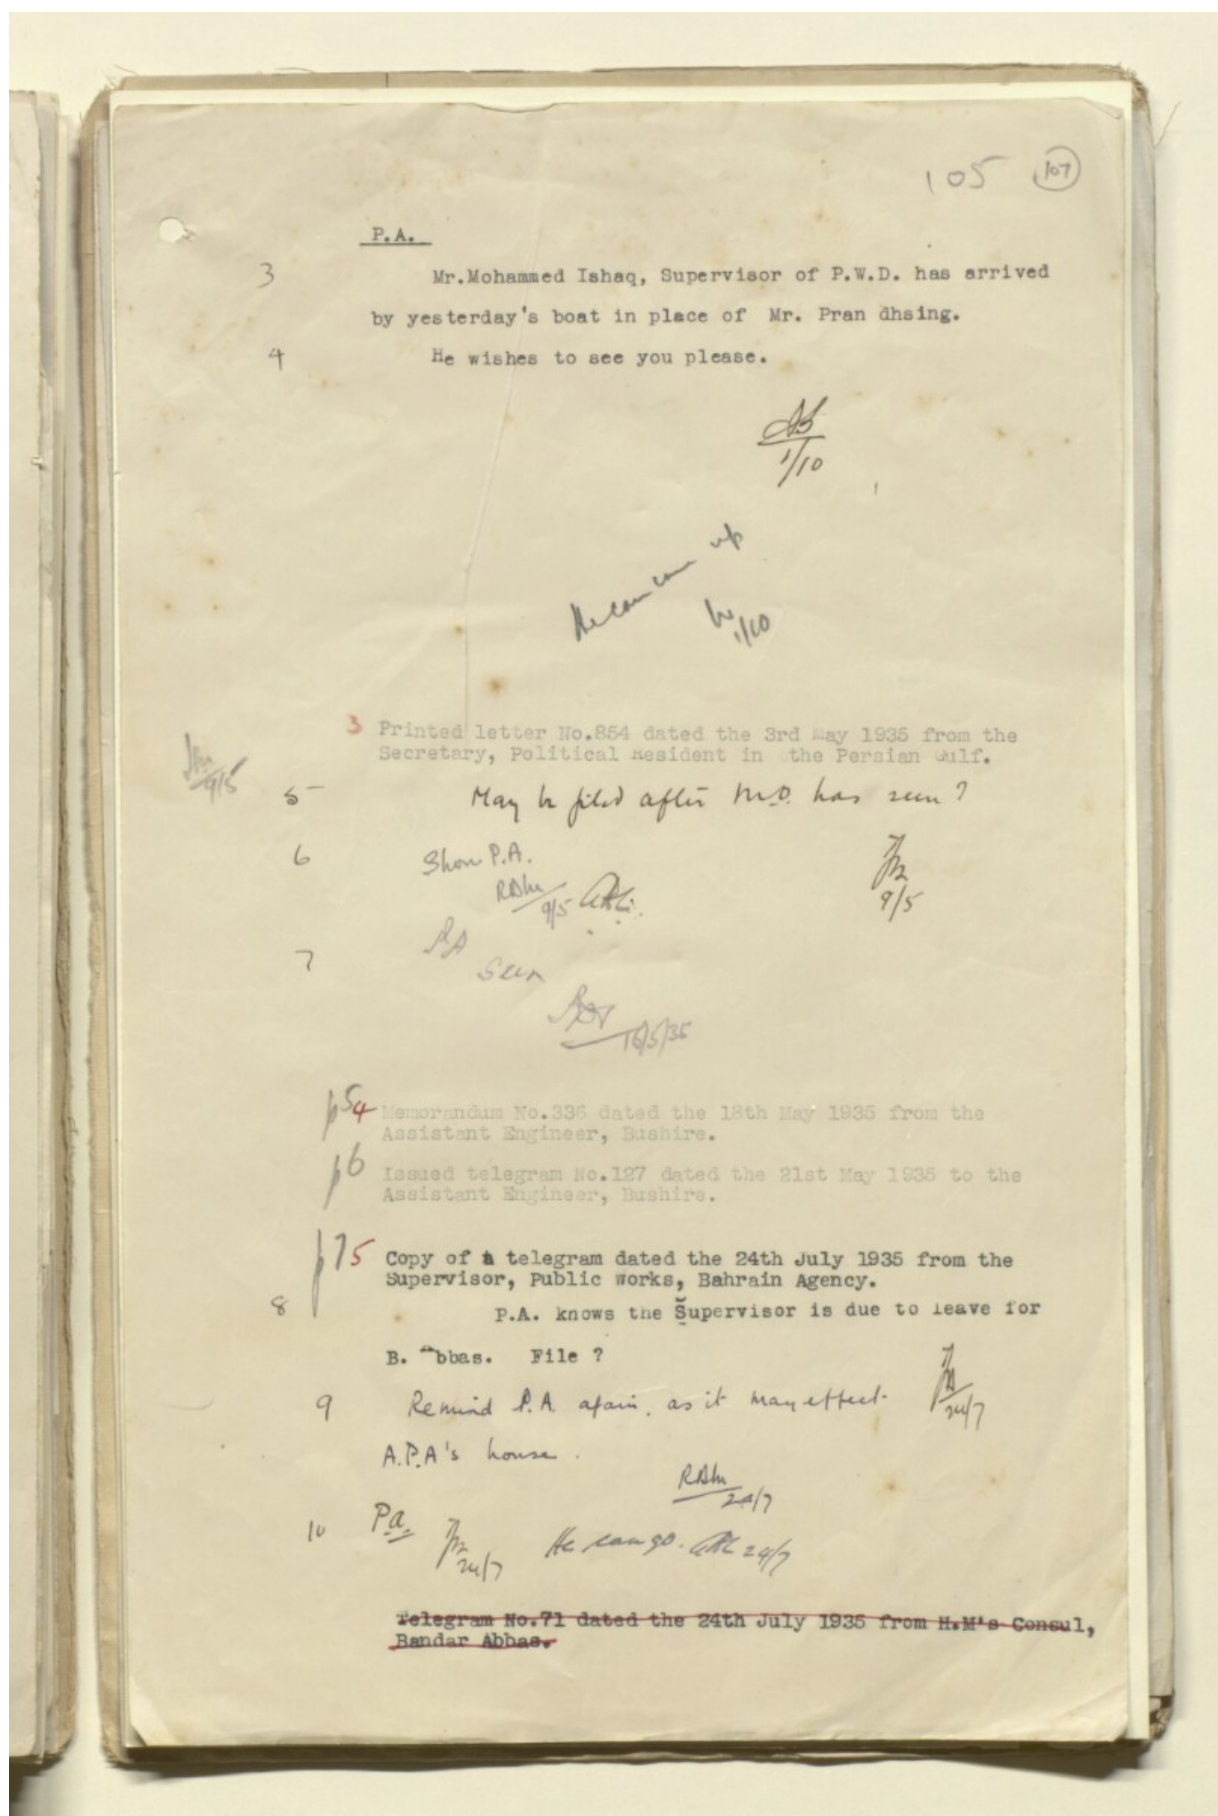 105 107
P.A.
3 Mr.Mohammed Ishaq, Supervisor of P.W.D. has arrived
by yesterday's boat in place of Mr. Pran dhsing.
4 He wishes to see you please.
1/10
He can come up
1/10
3 Printed letter No.854 dated the 3rd May 1935 from the
Secretary, Political Resident in the Persian Gulf.
9/5
5 May be filed after M.O. has seen?
6 Show P.A.
9/5
9/5
7 P.A
Seen
16/5/35
p5 4 Memorandum No.336 dated the 18th May 1935 from the
Assistant Engineer, Bushire.
p6 Issued telegram No.127 dated the 21st May 1935 to the
Assistant Engineer, Bushire.
p7 5 Copy of a telegram dated the 24th July 1935 from the
Supervisor, Public works, Bahrain Agency.
8 P.A. knows the Supervisor is due to leave for
B. Abbas. File ?
24/7
9 Remind P.A. again, as it may effect
A.P.A's house.
24/7
10 P.a.
24/7
He can go. 24/7
Telegram No.71 dated the 24th July 1935 from H.M's Consul,
Bandar Abbas.